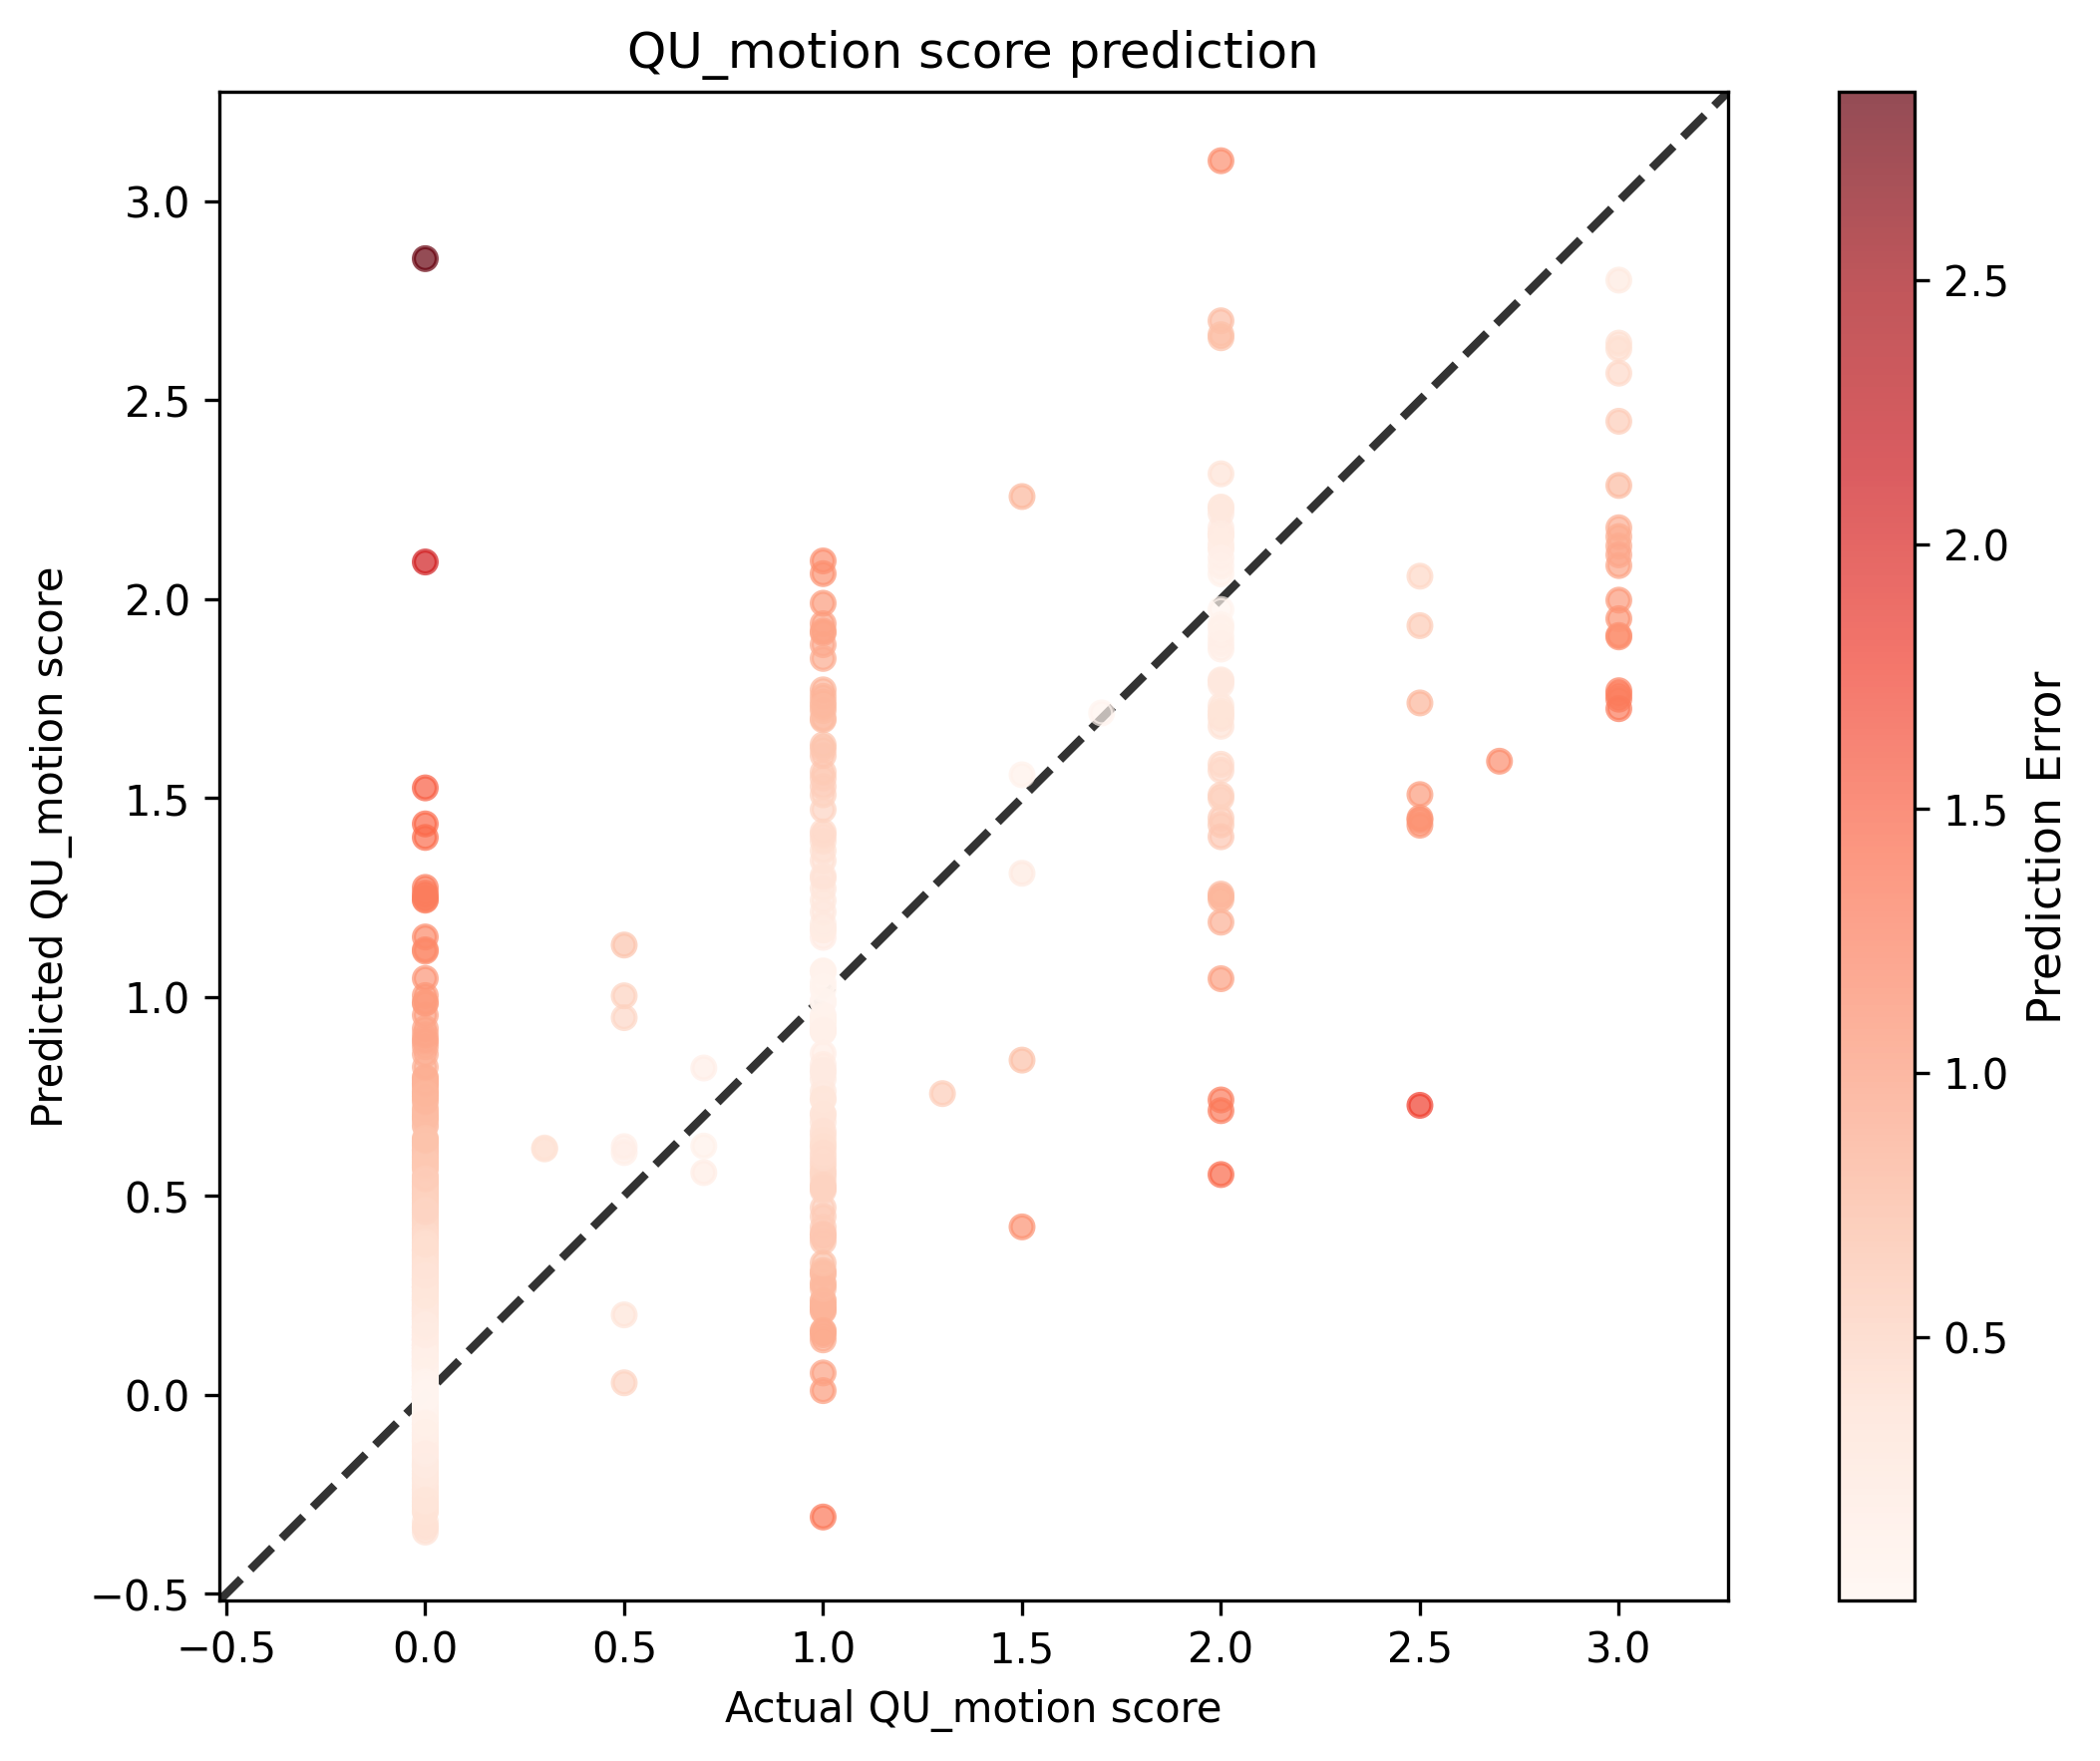 QU_motion score prediction
Predicted QU_motion score
3.0
2.5
2.0
1.5
1.0
0.5
0.0
−0.5
−0.5 0.0 0.5 1.0 1.5 2.0 2.5 3.0
Actual QU_motion score
2.5
2.0
1.5
1.0
0.5
Prediction Error